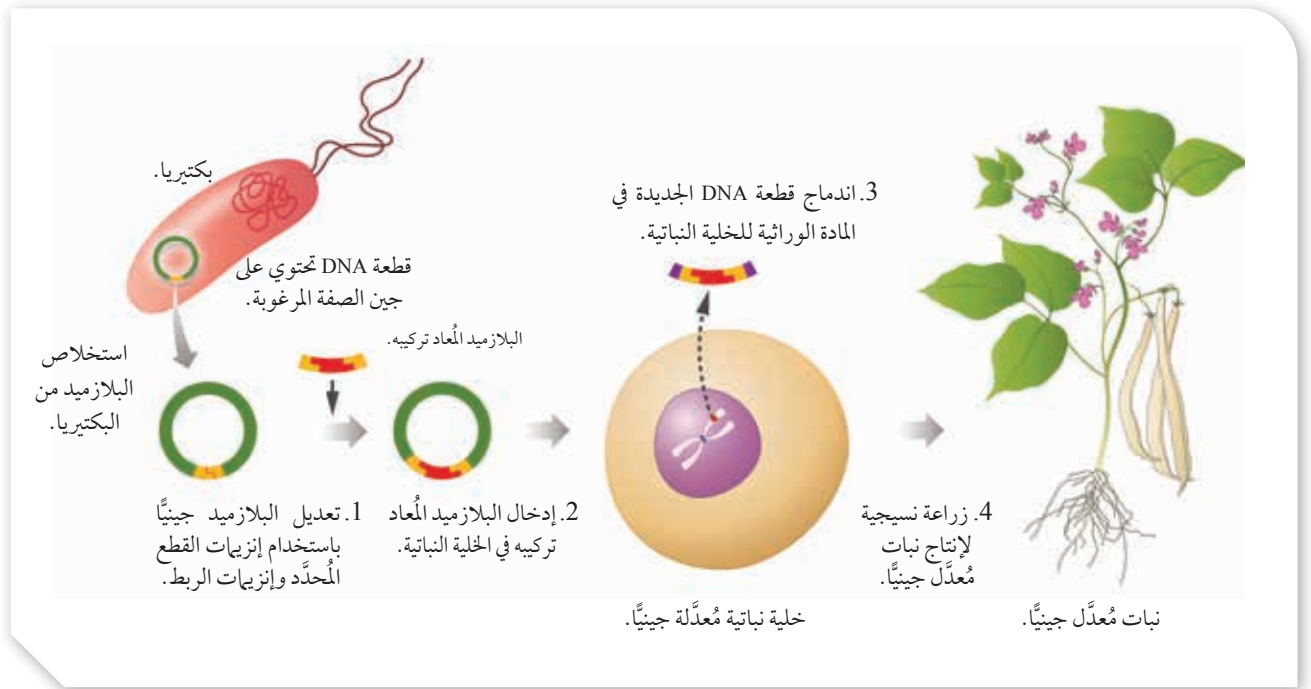 بكتيريا.
قطعة DNA تحتوي على
جين الصفة المرغوبة.
استخلاص
البلازميد من
البكتيريا.
البلازميد المُعاد تركيبه.
1. تعديل البلازميد جينيًّا
باستخدام إنزيمات القطع
المُحدَّد وإنزيمات الربط.
2. إدخال البلازميد المُعاد
تركيبه في الخلية النباتية.
3. اندماج قطعة DNA الجديدة في
المادة الوراثية للخلية النباتية.
خلية نباتية مُعدَّلة جينيًّا.
4. زراعة نسيجية
لإنتاج نبات
مُعدَّل جينيًّا.
نبات مُعدَّل جينيًّا.